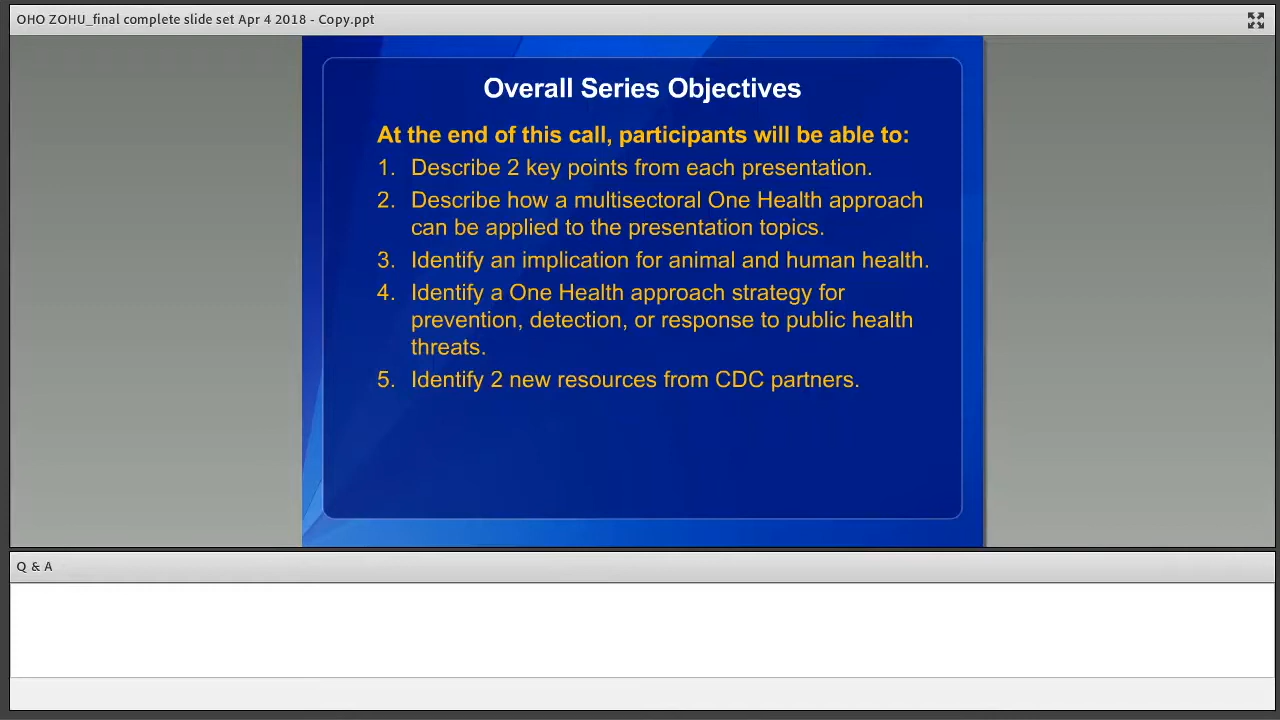 OHO ZOHU_final complete slide set Apr 4 2018 - Copy.ppt
Overall Series Objectives
At the end of this call, participants will be able to:
1. Describe 2 key points from each presentation.
2. Describe how a multisectoral One Health approach
can be applied to the presentation topics.
3. Identify an implication for animal and human health.
4. Identify a One Health approach strategy for
prevention, detection, or response to public health
threats.
5. Identify 2 new resources from CDC partners.
Q & A